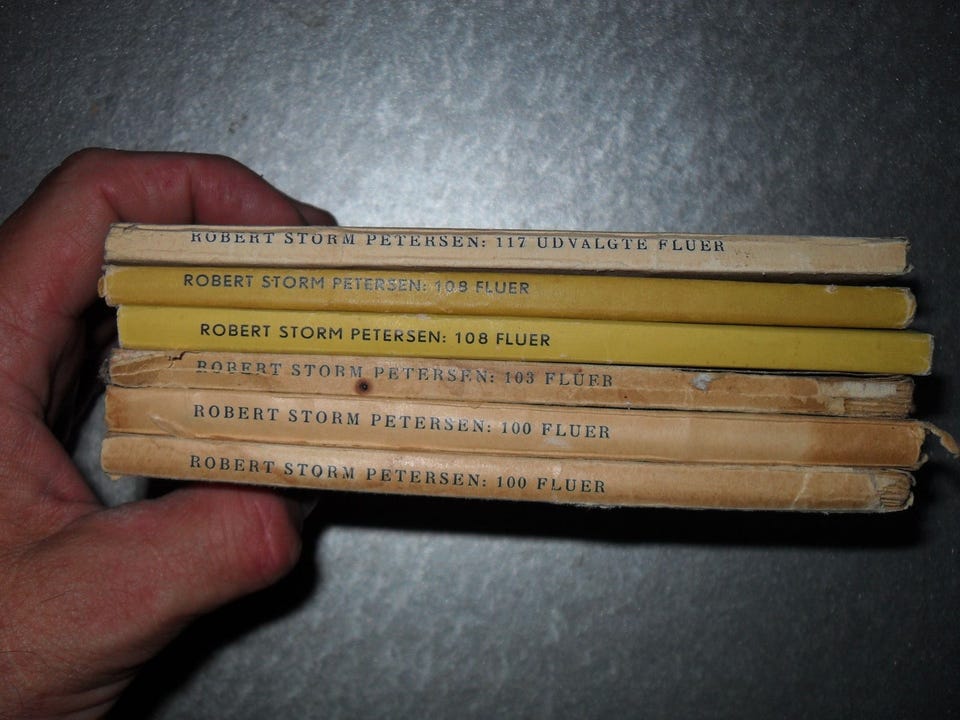 ROBERT STORM PETERSEN: 117 UDVALGTE FLUER
ROBERT STORM PETERSEN: 108 FLUER
ROBERT STORM PETERSEN: 108 FLUER
ROBERT STORM PETERSEN: 103 FLUER
ROBERT STORM PETERSEN: 100 FLUER
ROBERT STORM PETERSEN: 100 FLUER